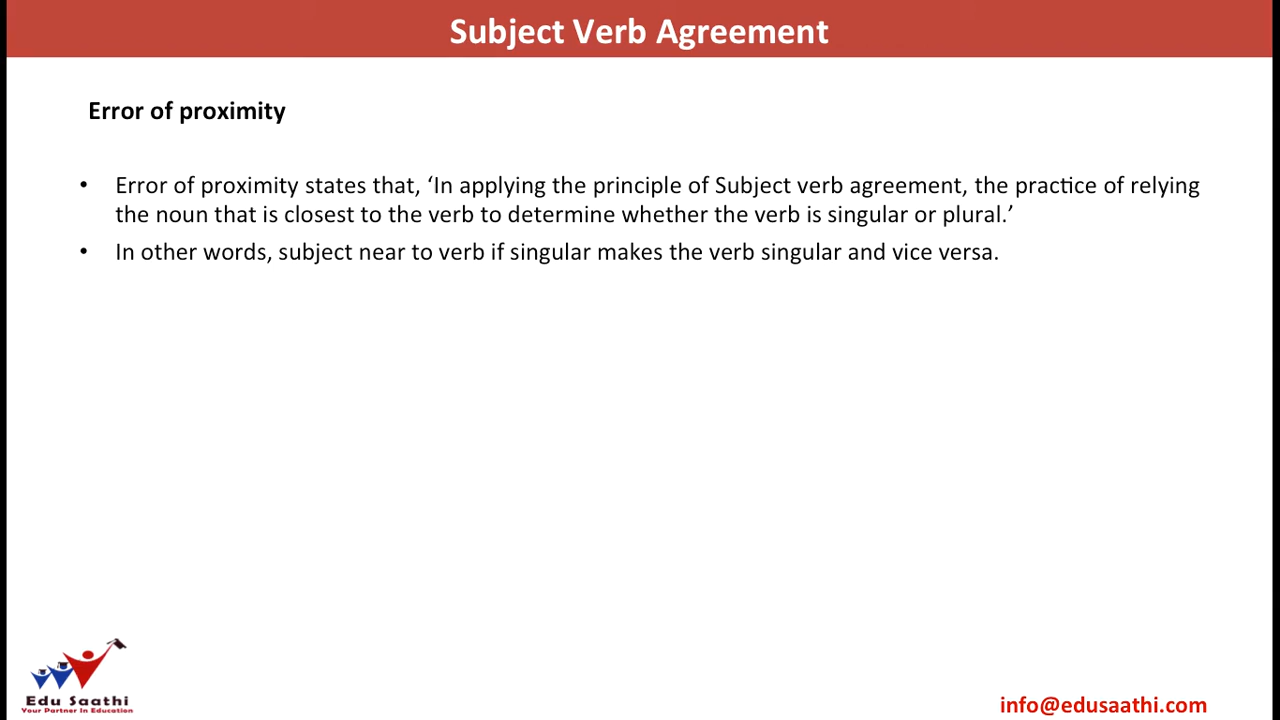 Subject Verb Agreement
Error of proximity
• Error of proximity states that, ‘In applying the principle of Subject verb agreement, the practice of relying
the noun that is closest to the verb to determine whether the verb is singular or plural.’
• In other words, subject near to verb if singular makes the verb singular and vice versa.
Edu Saathi
Your Partner In Education
info@edusaathi.com